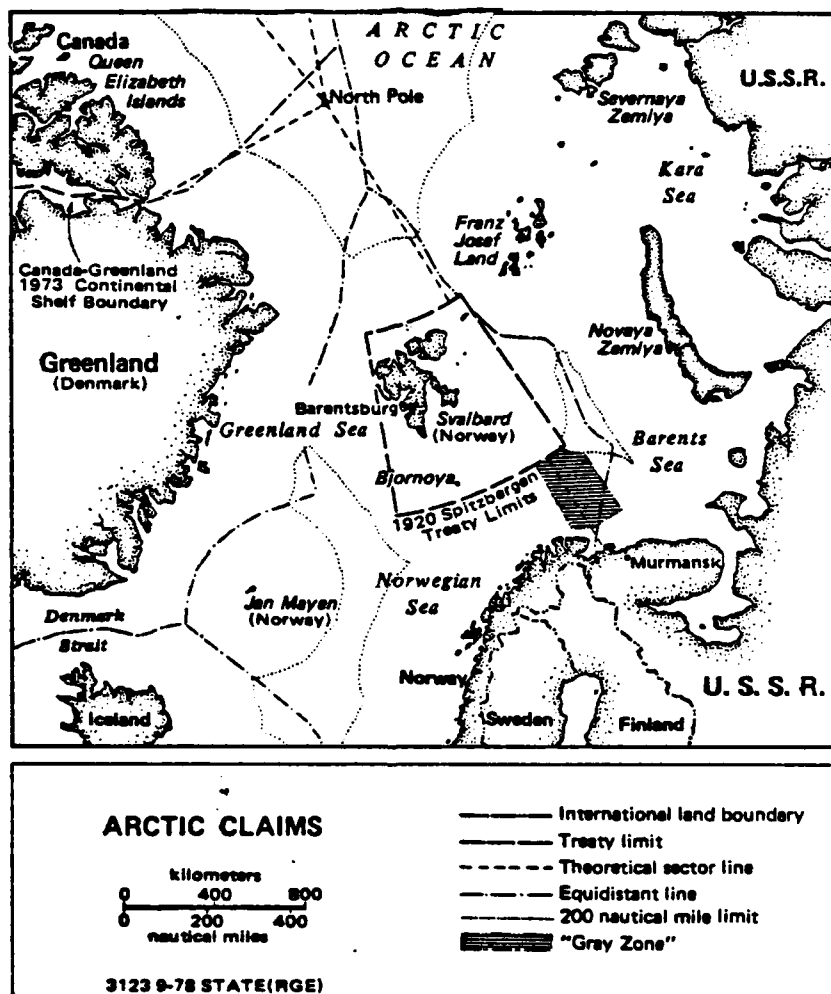 ARCTIC
OCEAN
Canada
Queen
Elizabeth
Islands
North Pole
U.S.S.R.
Severnaya
Zemlya
Kara
Sea
Franz
Josef
Land
Canada-Greenland
1973 Continental
Shelf Boundary
Novaya
Zemlya
Greenland
(Denmark)
Barentsburg
Greenland Sea
Svalbard
(Norway)
Barents
Sea
Bjornoya
1920 Spitzbergen
Treaty Limits
Norwegian
Sea
Murmansk
Jan Mayen
(Norway)
Denmark
Strait
Norway
U.S.S.R.
Iceland
Sweden
Finland
ARCTIC CLAIMS
kilometers
0 400 800
0 200 400
nautical miles
3123 9-78 STATE(RGE)
International land boundary
Treaty limit
Theoretical sector line
Equidistant line
200 nautical mile limit
"Gray Zone"